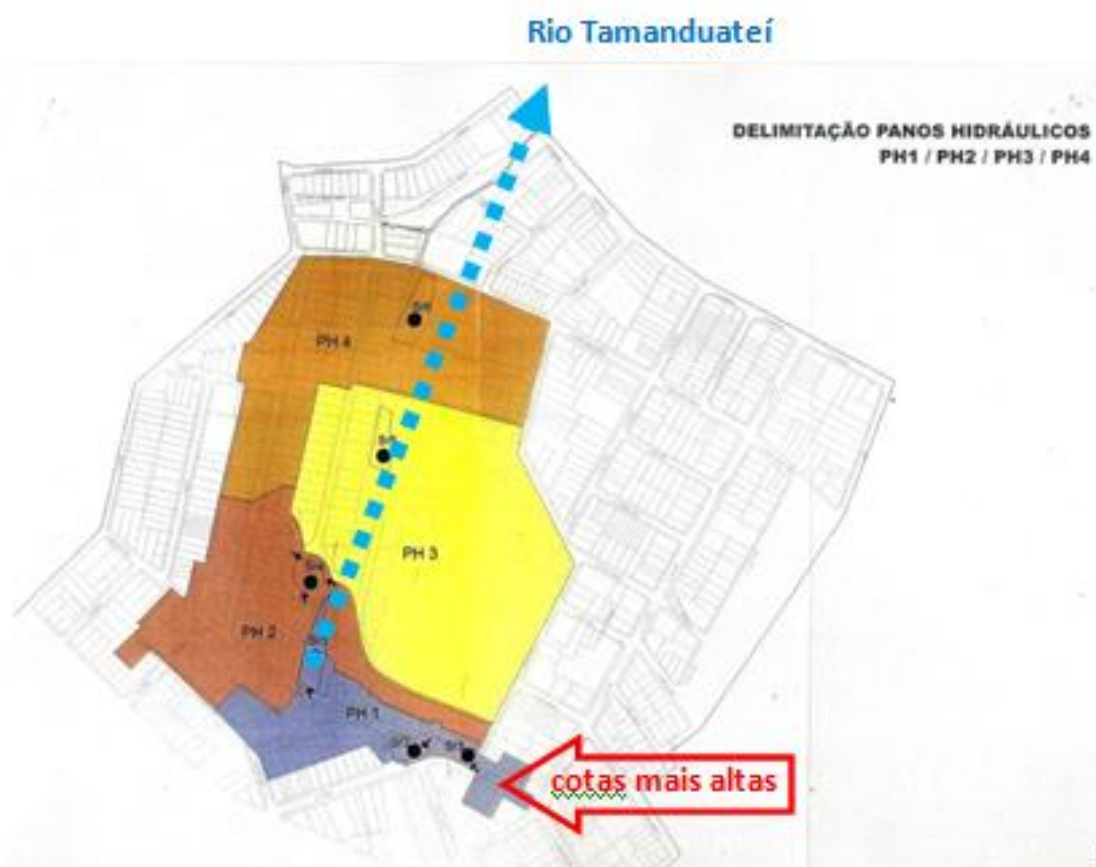 Rio Tamanduateí
DELIMITAÇÃO PANOS HIDRÁULICOS
PH1 / PH2 / PH3 / PH4
PH 4
PH 3
PH 2
PH 1
cotas mais altas